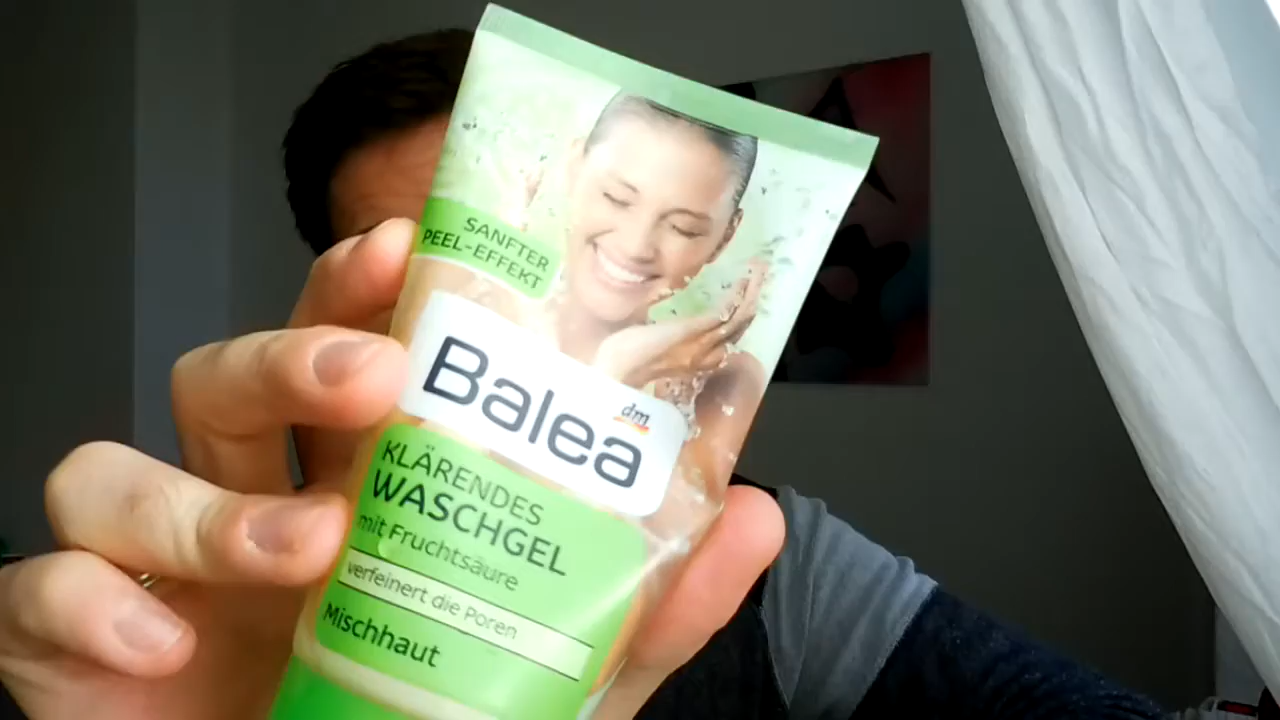 SANFTER
PEEL-EFFEKT
Balea
dm
KLÄRENDES
WASCHGEL
mit Fruchtsäure
verfeinert die Poren
Mischhaut